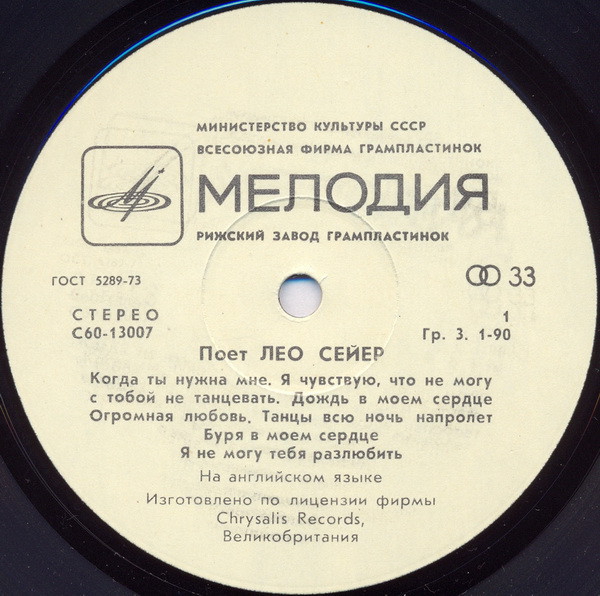 МИНИСТЕРСТВО КУЛЬТУРЫ СССР
ВСЕСОЮЗНАЯ ФИРМА ГРАМПЛАСТИНОК
МЕЛОДИЯ
РИЖСКИЙ ЗАВОД ГРАМПЛАСТИНОК
ГОСТ 5289-73
33
СТЕРЕО
1
С60-13007
Гр. 3. 1-90
Поет ЛЕО СЕЙЕР
Когда ты нужна мне. Я чувствую, что не могу
с тобой не танцевать. Дождь в моем сердце
Огромная любовь. Танцы всю ночь напролет
Буря в моем сердце
Я не могу тебя разлюбить
На английском языке
Изготовлено по лицензии фирмы
Chrysalis Records,
Великобритания